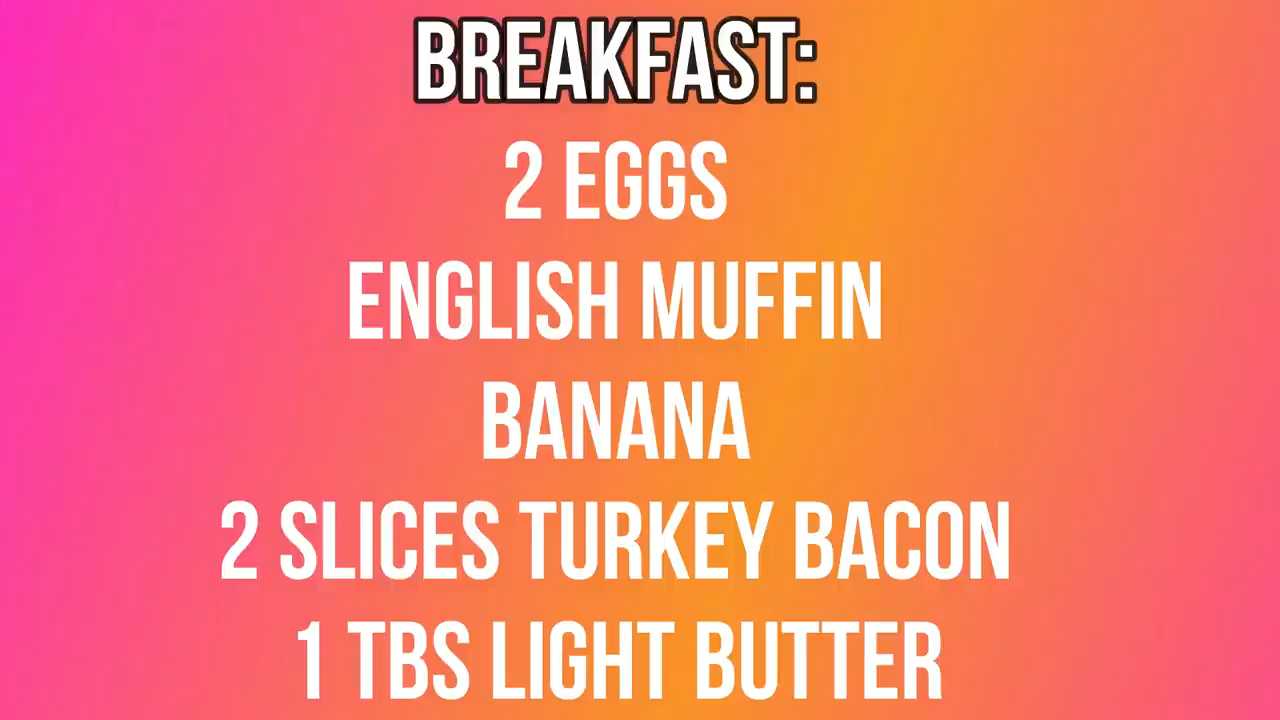 BREAKFAST:
2 EGGS
ENGLISH MUFFIN
BANANA
2 SLICES TURKEY BACON
1 TBS LIGHT BUTTER